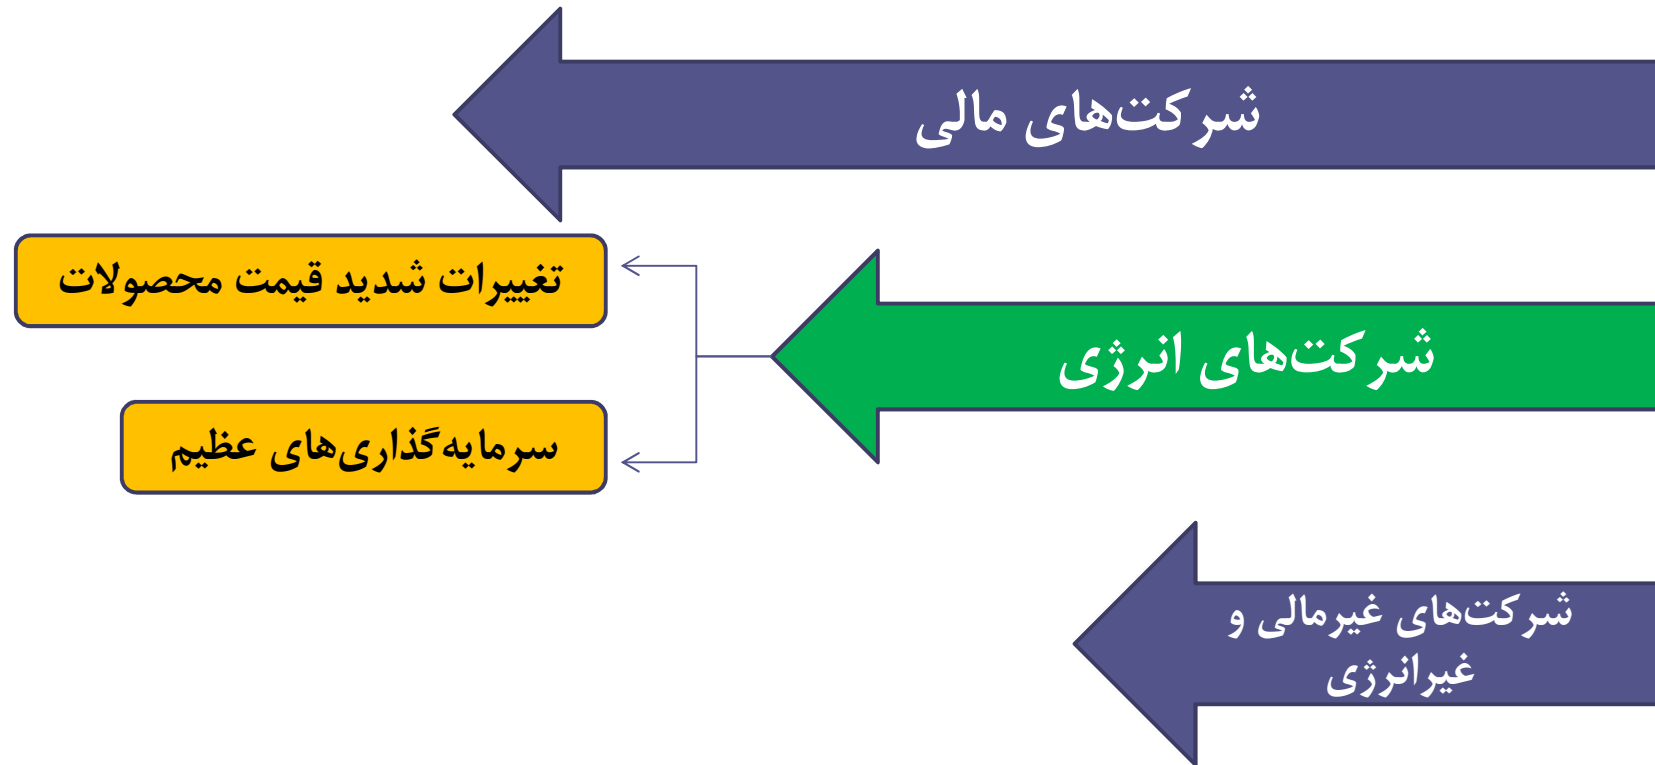 شرکت‌های مالی
تغییرات شدید قیمت محصولات
شرکت‌های انرژی
سرمایه‌گذاری‌های عظیم
شرکت‌های غیرمالی و
غیرانرژی